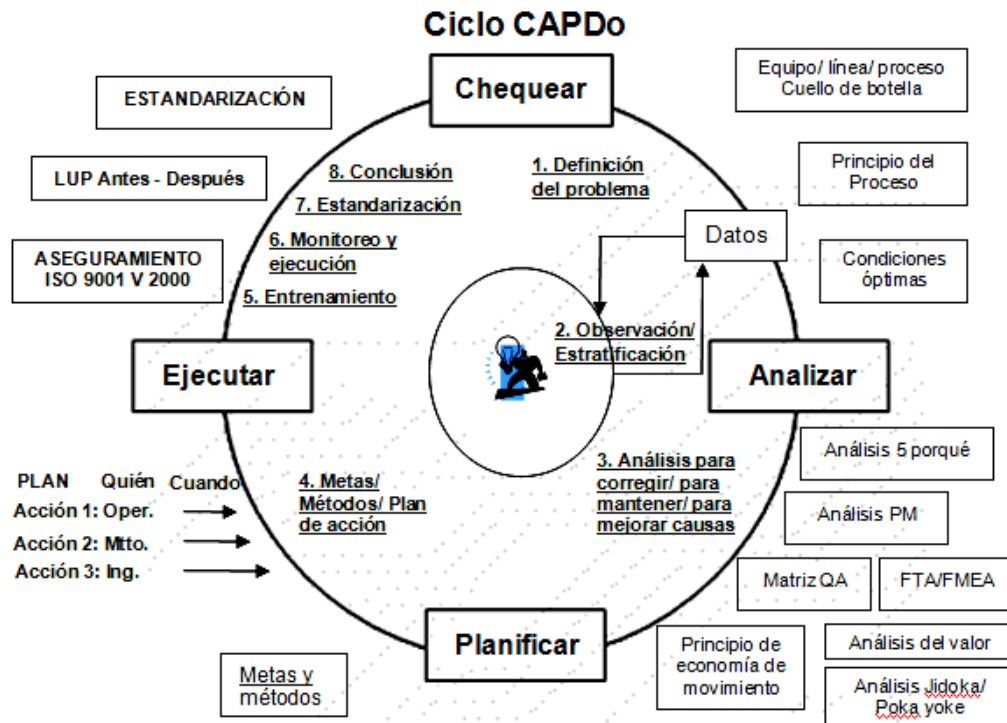 Ciclo CAPDo
Chequear
Equipo/ línea/ proceso
Cuello de botella
ESTANDARIZACIÓN
Principio del
Proceso
LUP Antes - Después
8. Conclusión
7. Estandarización
6. Monitoreo y
ejecución
5. Entrenamiento
1. Definición
del problema
Datos
Condiciones
óptimas
ASEGURAMIENTO
ISO 9001 V 2000
2. Observación/
Estratificación
Ejecutar
Analizar
PLAN Quién Cuando
Acción 1: Oper.
Acción 2: Mtto.
Acción 3: Ing.
4. Metas/
Métodos/ Plan
de acción
3. Análisis para
corregir/ para
mantener/ para
mejorar causas
Análisis 5 porqué
Análisis PM
Matriz QA
FTA/FMEA
Planificar
Metas y
métodos
Principio de
economía de
movimiento
Análisis del valor
Análisis Jidoka/
Poka yoke